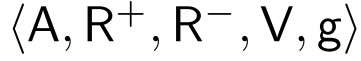 ⟨A, R⁺, R⁻, V, g⟩